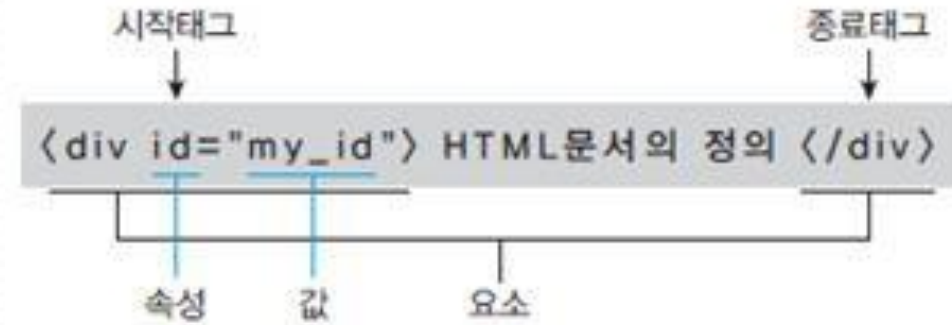 시작태그 종료태그
〈div id="my_id"〉 HTML문서의 정의 〈/div〉
속성 값 요소